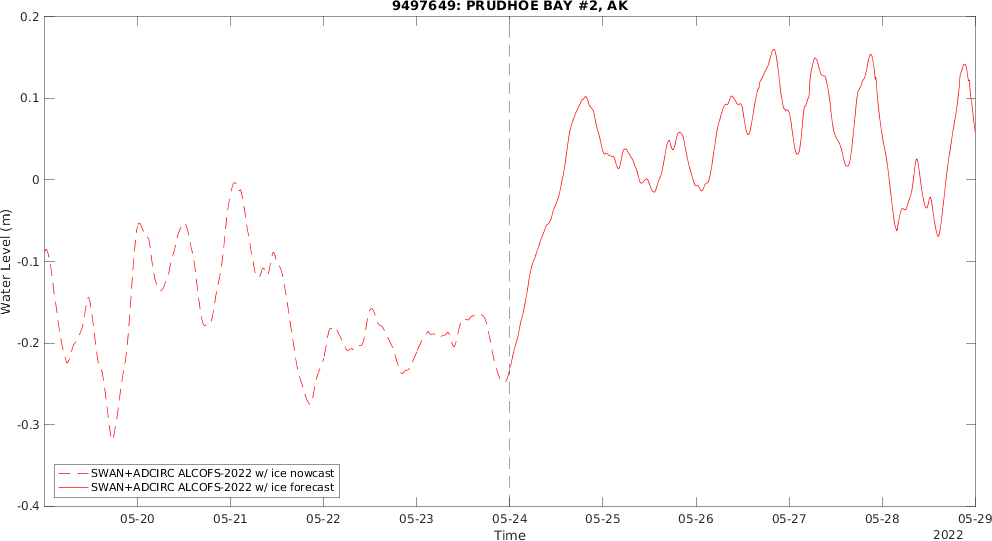 9497649: PRUDHOE BAY #2, AK
0.2
0.1
0
-0.1
-0.2
-0.3
-0.4
Water Level (m)
SWAN+ADCIRC ALCOFS-2022 w/ ice nowcast
SWAN+ADCIRC ALCOFS-2022 w/ ice forecast
05-20 05-21 05-22 05-23 05-24 05-25 05-26 05-27 05-28 05-29
Time
2022